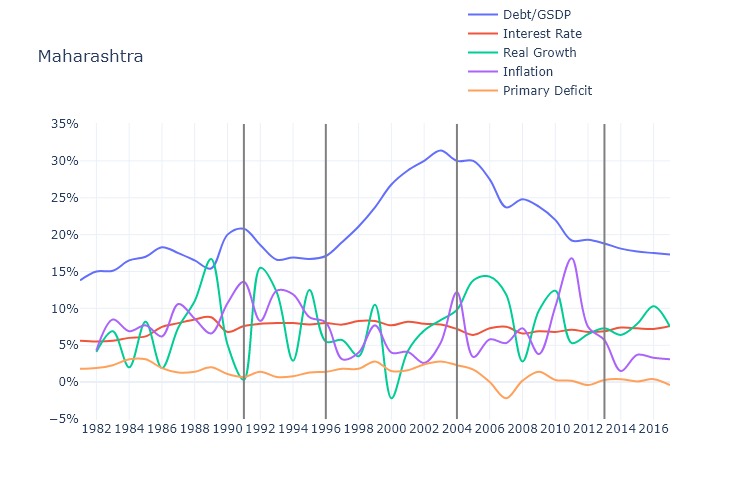 Debt/GSDP
Interest Rate
Real Growth
Inflation
Primary Deficit
Maharashtra
35%
30%
25%
20%
15%
10%
5%
0%
−5%
1982 1984 1986 1988 1990 1992 1994 1996 1998 2000 2002 2004 2006 2008 2010 2012 2014 2016